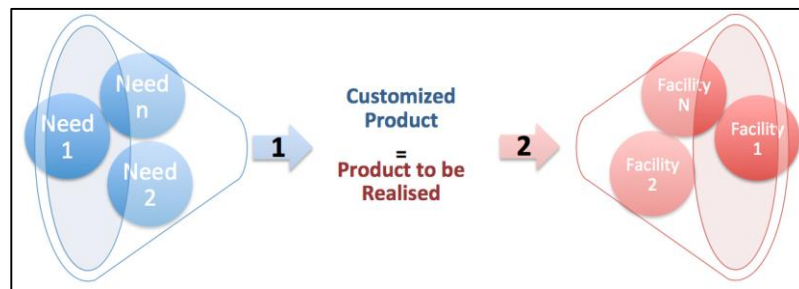 Need
n
Need
1
Need
2
1
Customized
Product
=
Product to be
Realised
2
Facility
N
Facility
1
Facility
2